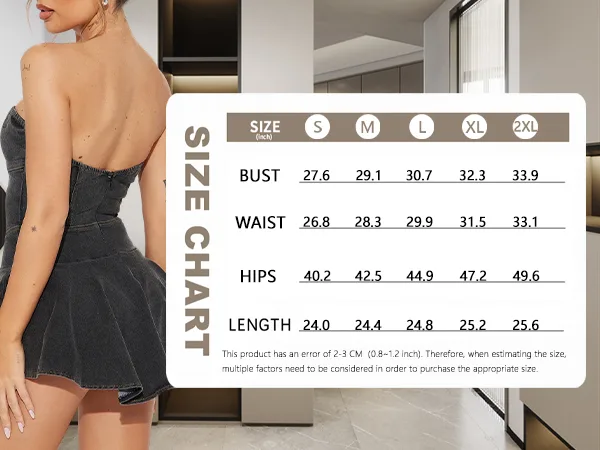 SIZE CHART
SIZE (inch) S M L XL 2XL
BUST 27.6 29.1 30.7 32.3 33.9
WAIST 26.8 28.3 29.9 31.5 33.1
HIPS 40.2 42.5 44.9 47.2 49.6
LENGTH 24.0 24.4 24.8 25.2 25.6
This product has an error of 2-3 CM (0.8~1.2 inch). Therefore, when estimating the size,
multiple factors need to be considered in order to purchase the appropriate size.